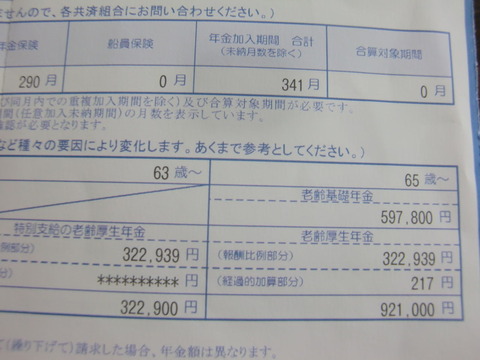 ませんので、各共済組合にお問い合わせください。）
年金保険 船員保険 年金加入期間 合計 （未納月数を除く） 合算対象期間
290 月 0 月 341 月 0 月
び同月内での重複加入期間を除く）及び合算対象期間が必要です。
期間（任意加入未納期間）の月数を表示しています。
確認が必要となります。
など種々の要因により変化します。あくまで参考としてください。）
63 歳～ 65 歳～
老齢基礎年金
597,800 円
特別支給の老齢厚生年金 老齢厚生年金
例部分） 322,939 円 （報酬比例部分） 322,939 円
分） ********** 円 （経過的加算部分） 217 円
322,900 円 921,000 円
て（繰り下げて）請求した場合、年金額は異なります。